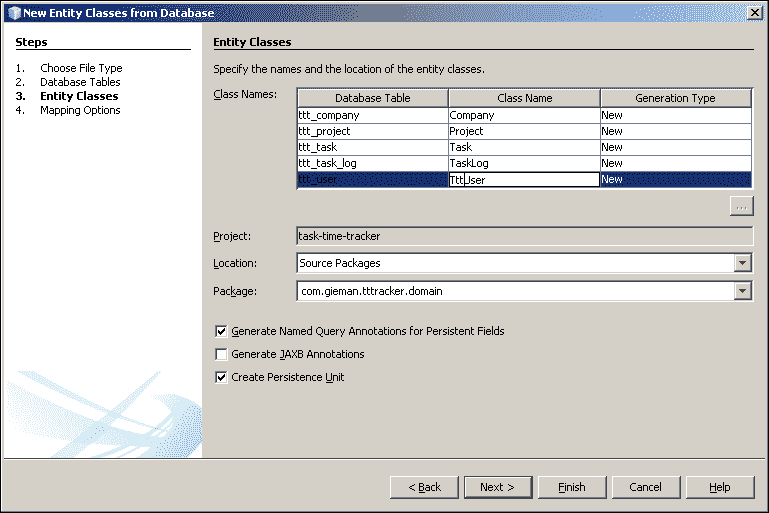 New Entity Classes from Database
Steps
1. Choose File Type
2. Database Tables
3. Entity Classes
4. Mapping Options
Entity Classes
Specify the names and the location of the entity classes.
Class Names:
Database Table Class Name Generation Type
ttt_company Company New
ttt_project Project New
ttt_task Task New
ttt_task_log TaskLog New
ttt_user TttUser New
...
Project: task-time-tracker
Location: Source Packages
Package: com.gieman.tttracker.domain
Generate Named Query Annotations for Persistent Fields
Generate JAXB Annotations
Create Persistence Unit
< Back Next > Finish Cancel Help